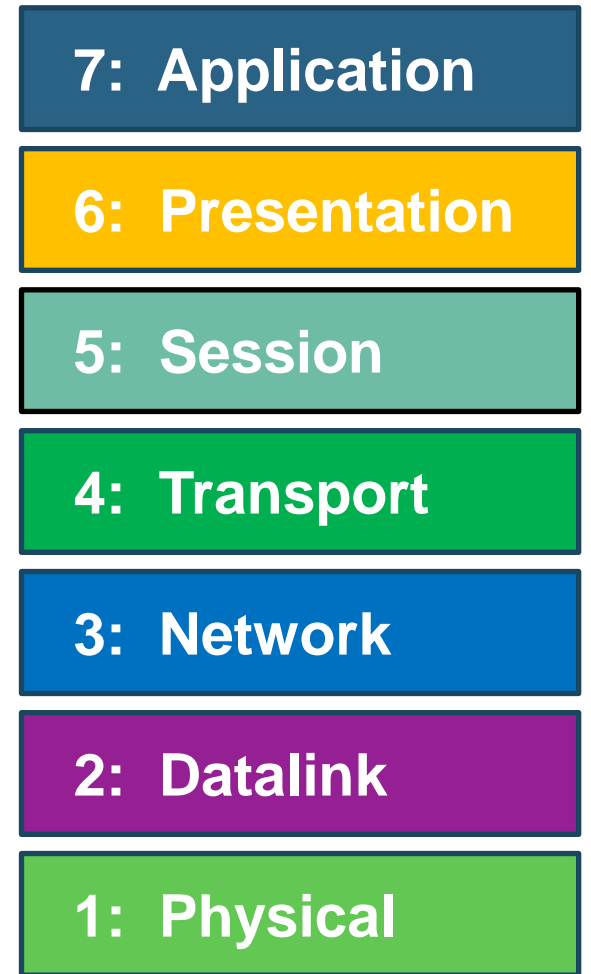 7: Application
6: Presentation
5: Session
4: Transport
3: Network
2: Datalink
1: Physical